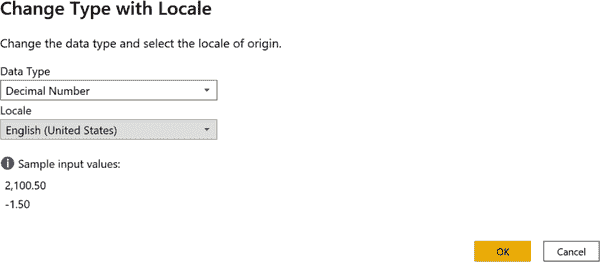 Change Type with Locale
Change the data type and select the locale of origin.
Data Type
Decimal Number
Locale
English (United States)
Sample input values:
2,100.50
-1.50
OK Cancel